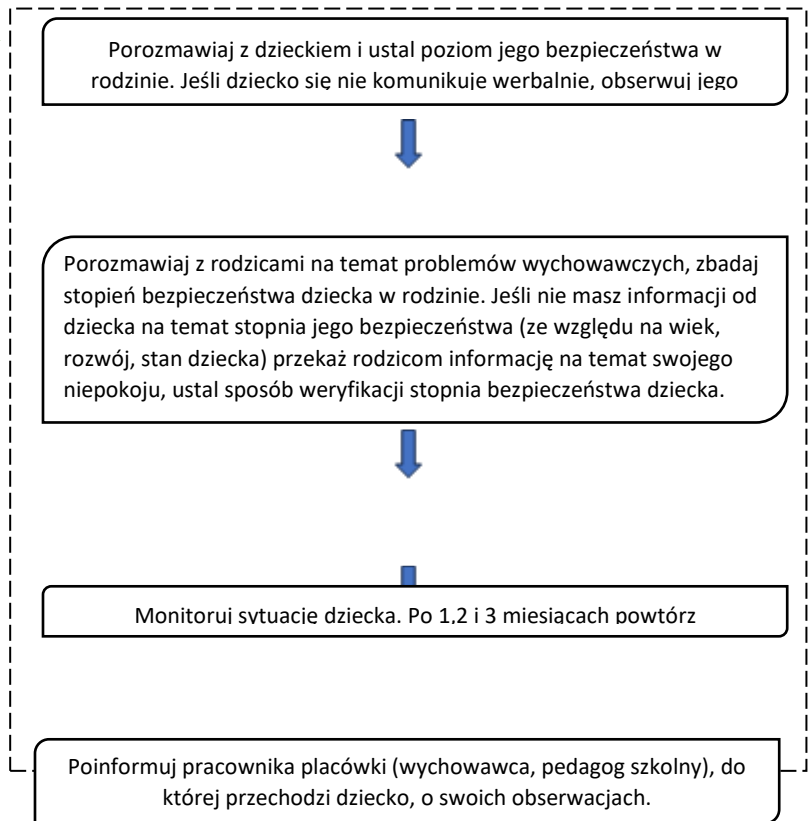 Porozmawiaj z dzieckiem i ustal poziom jego bezpieczeństwa w
rodzinie. Jeśli dziecko się nie komunikuje werbalnie, obserwuj jego
Porozmawiaj z rodzicami na temat problemów wychowawczych, zbadaj
stopień bezpieczeństwa dziecka w rodzinie. Jeśli nie masz informacji od
dziecka na temat stopnia jego bezpieczeństwa (ze względu na wiek,
rozwój, stan dziecka) przekaż rodzicom informację na temat swojego
niepokoju, ustal sposób weryfikacji stopnia bezpieczeństwa dziecka.
Monitoruj sytuację dziecka. Po 1,2 i 3 miesiącach powtórz
Poinformuj pracownika placówki (wychowawca, pedagog szkolny), do
której przechodzi dziecko, o swoich obserwacjach.